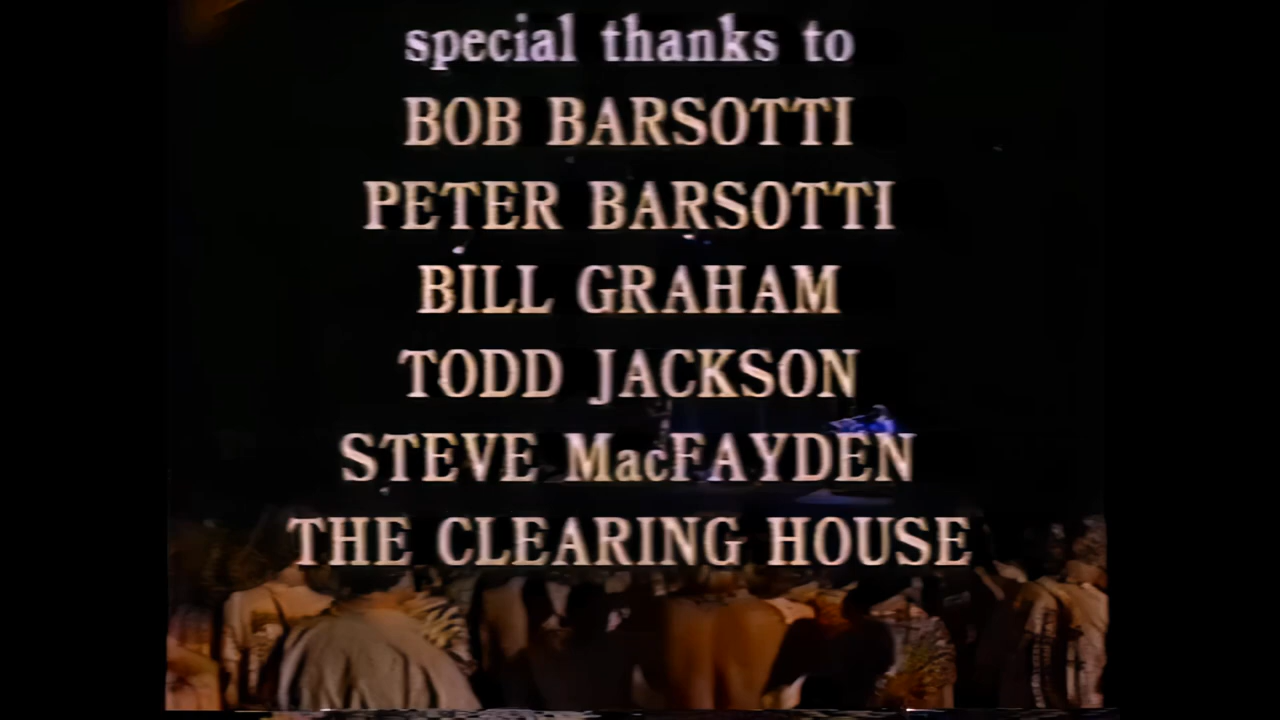 special thanks to
BOB BARSOTTI
PETER BARSOTTI
BILL GRAHAM
TODD JACKSON
STEVE MacFAYDEN
THE CLEARING HOUSE